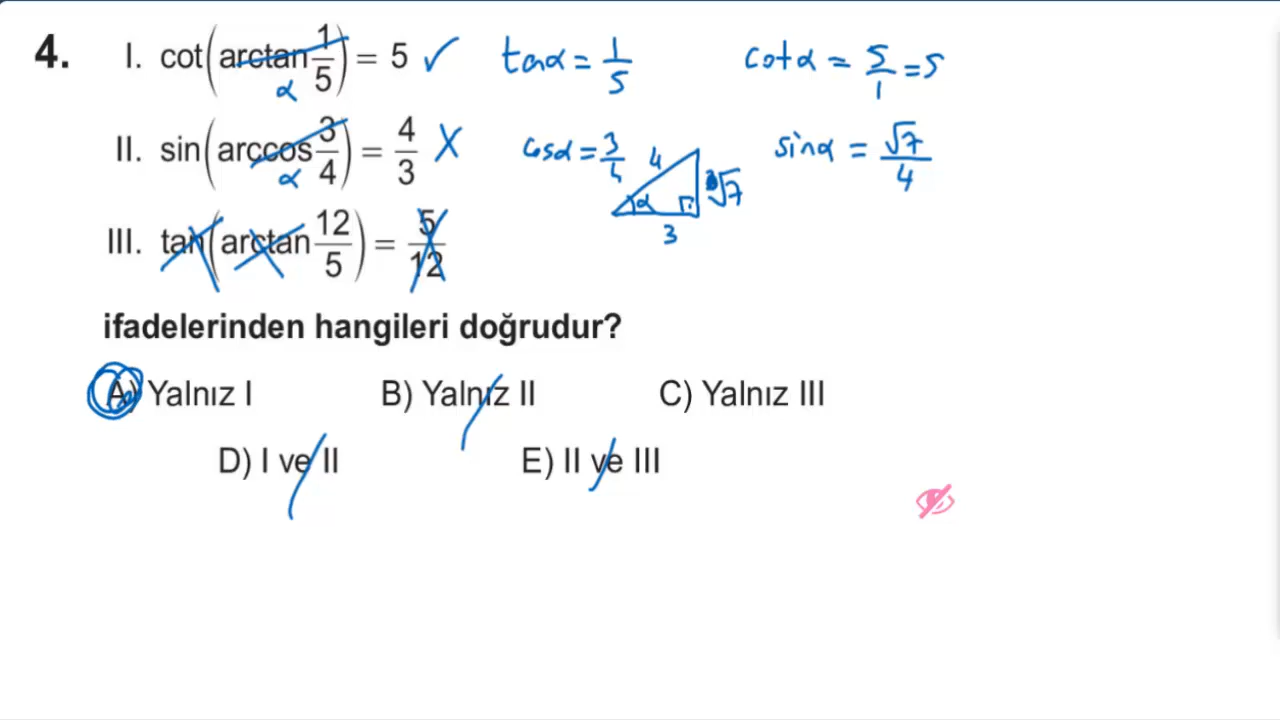 4. I. cot(arctan 1/5) = 5 ✓ tanα = 1/5 cotα = 5/1 = 5
α
II. sin(arccos 3/4) = 4/3 X cosα = 3/4 sinα = √7/4
α
4 α √7 3
III. tan(arctan 12/5) = 5/12
ifadelerinden hangileri doğrudur?
A) Yalnız I B) Yalnız II C) Yalnız III
D) I ve II E) II ve III